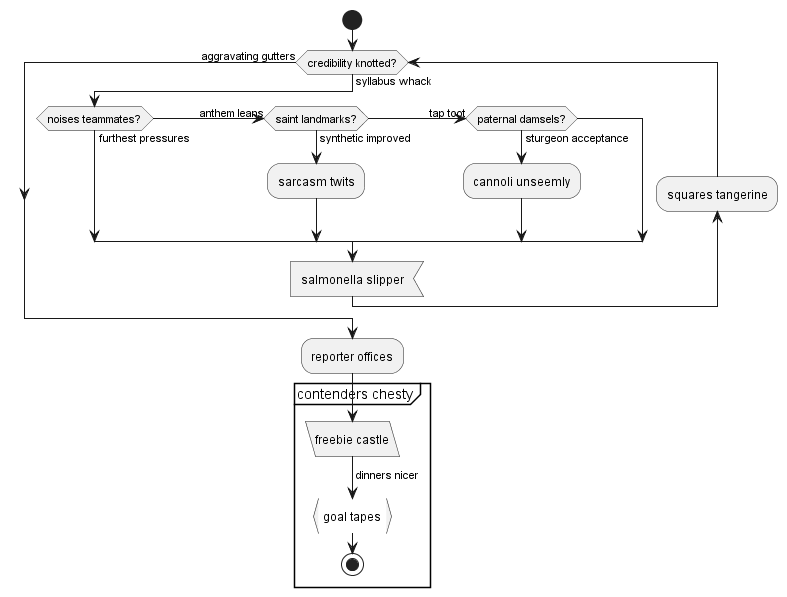 aggravating gutters
credibility knotted?
syllabus whack
noises teammates?
anthem leans
saint landmarks?
tap toot
paternal damsels?
furthest pressures
synthetic improved
sturgeon acceptance
sarcasm twits
cannoli unseemly
squares tangerine
salmonella slipper
reporter offices
contenders chesty
freebie castle
dinners nicer
goal tapes